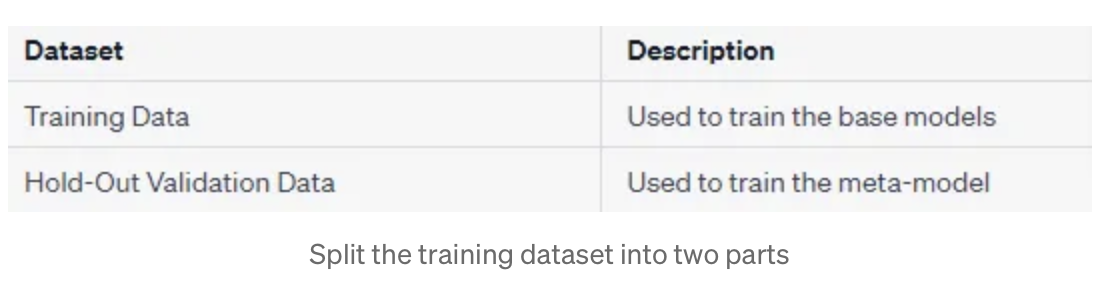 Dataset Description
Training Data Used to train the base models
Hold-Out Validation Data Used to train the meta-model
Split the training dataset into two parts